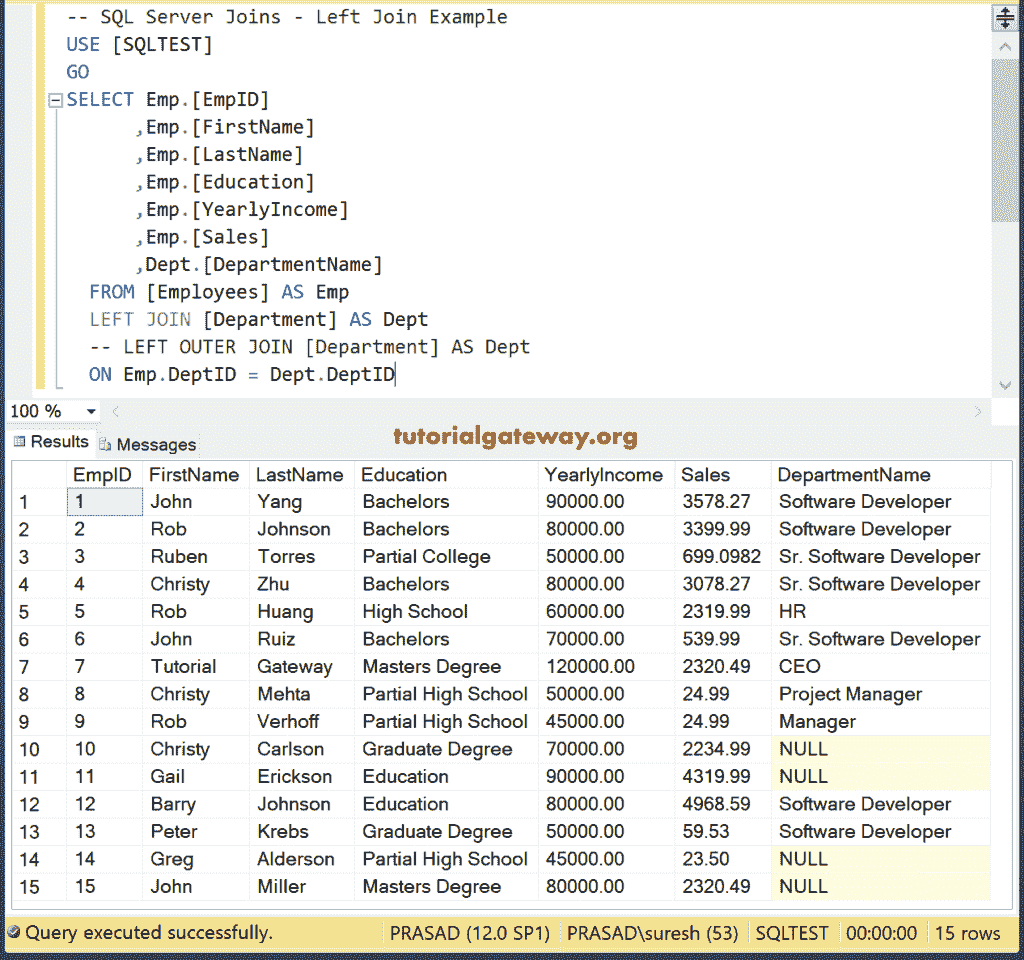 -- SQL Server Joins - Left Join Example
USE [SQLTEST]
GO
SELECT Emp.[EmpID]
,Emp.[FirstName]
,Emp.[LastName]
,Emp.[Education]
,Emp.[YearlyIncome]
,Emp.[Sales]
,Dept.[DepartmentName]
FROM [Employees] AS Emp
LEFT JOIN [Department] AS Dept
-- LEFT OUTER JOIN [Department] AS Dept
ON Emp.DeptID = Dept.DeptID
100 %
tutorialgateway.org
Results Messages
EmpID FirstName LastName Education YearlyIncome Sales DepartmentName
1 1 John Yang Bachelors 90000.00 3578.27 Software Developer
2 2 Rob Johnson Bachelors 80000.00 3399.99 Software Developer
3 3 Ruben Torres Partial College 50000.00 699.0982 Sr. Software Developer
4 4 Christy Zhu Bachelors 80000.00 3078.27 Sr. Software Developer
5 5 Rob Huang High School 60000.00 2319.99 HR
6 6 John Ruiz Bachelors 70000.00 539.99 Sr. Software Developer
7 7 Tutorial Gateway Masters Degree 120000.00 2320.49 CEO
8 8 Christy Mehta Partial High School 50000.00 24.99 Project Manager
9 9 Rob Verhoff Partial High School 45000.00 24.99 Manager
10 10 Christy Carlson Graduate Degree 70000.00 2234.99 NULL
11 11 Gail Erickson Education 90000.00 4319.99 NULL
12 12 Barry Johnson Education 80000.00 4968.59 Software Developer
13 13 Peter Krebs Graduate Degree 50000.00 59.53 Software Developer
14 14 Greg Alderson Partial High School 45000.00 23.50 NULL
15 15 John Miller Masters Degree 80000.00 2320.49 NULL
Query executed successfully. PRASAD (12.0 SP1) PRASAD\suresh (53) SQLTEST 00:00:00 15 rows